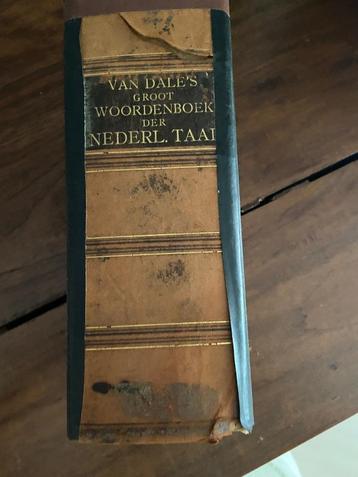 VAN DALE'S
GROOT
WOORDENBOEK
DER
NEDERL. TAAL